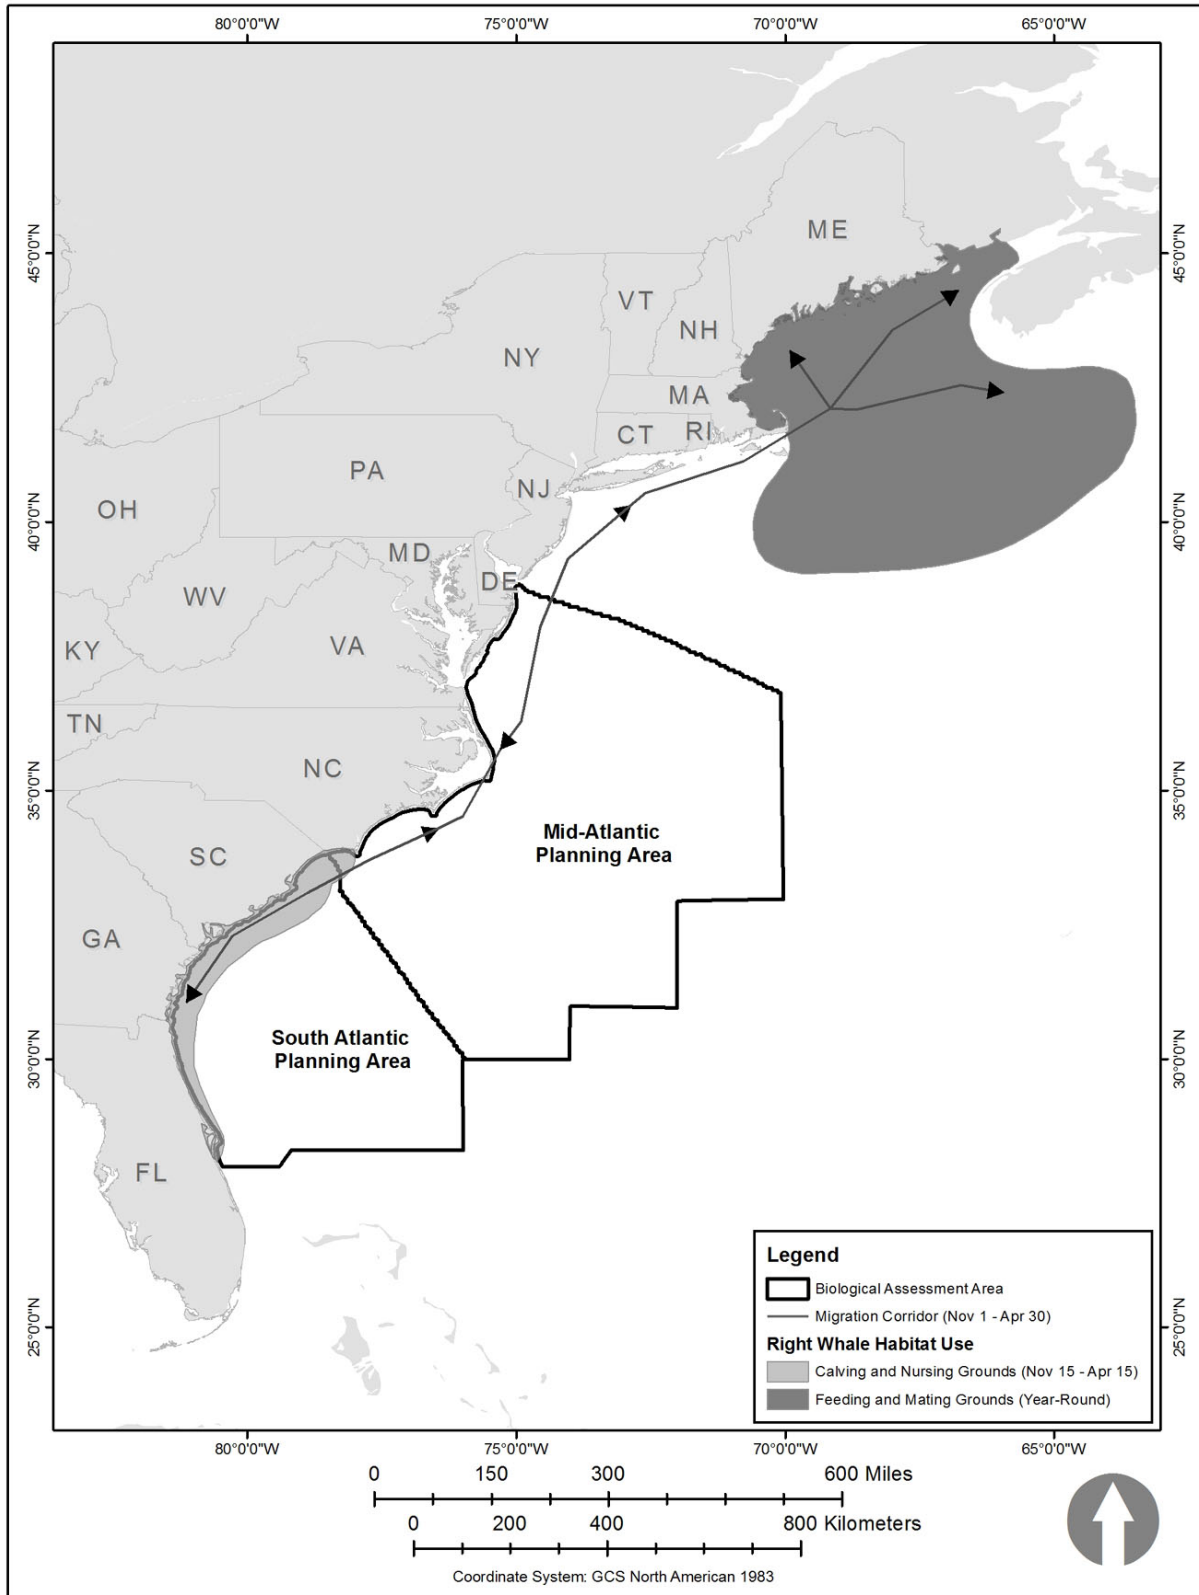 80°0'0"W 75°0'0"W 70°0'0"W 65°0'0"W
45°0'0"N 45°0'0"N
ME
VT
NH
NY
MA
CT RI
PA
NJ
OH
40°0'0"N 40°0'0"N
MD
DE
WV
VA
KY
TN
NC
35°0'0"N 35°0'0"N
Mid-Atlantic
Planning Area
SC
GA
South Atlantic
Planning Area
30°0'0"N 30°0'0"N
FL
25°0'0"N 25°0'0"N
Legend
Biological Assessment Area
Migration Corridor (Nov 1 - Apr 30)
Right Whale Habitat Use
Calving and Nursing Grounds (Nov 15 - Apr 15)
Feeding and Mating Grounds (Year-Round)
80°0'0"W 75°0'0"W 70°0'0"W 65°0'0"W
0 150 300 600 Miles
0 200 400 800 Kilometers
Coordinate System: GCS North American 1983